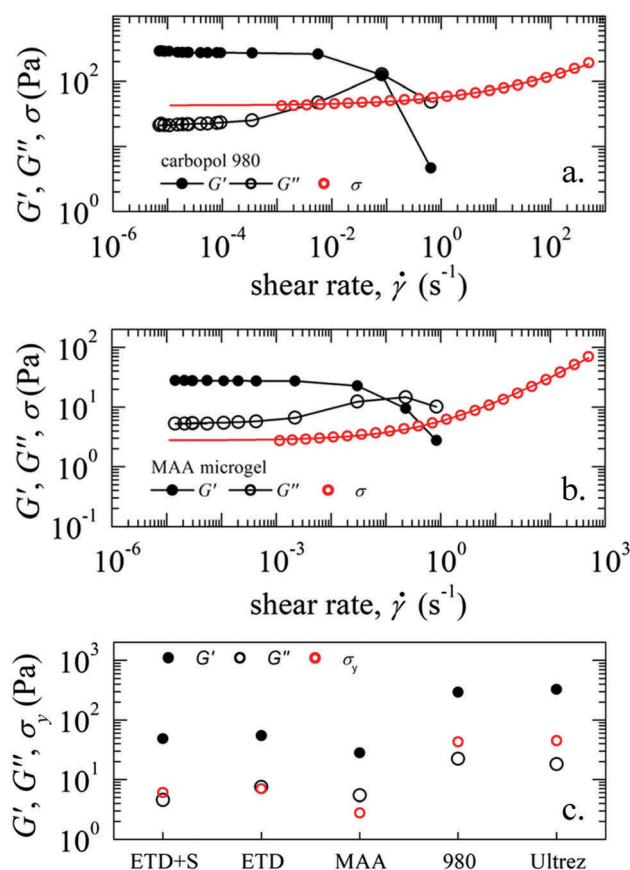 G', G'', σ (Pa)
10²
10¹
10⁰
carbopol 980
G' G'' σ
a.
10⁻⁶ 10⁻⁴ 10⁻² 10⁰ 10²
shear rate, γ̇ (s⁻¹)
G', G'', σ (Pa)
10²
10¹
10⁰
10⁻¹
MAA microgel
G' G'' σ
b.
10⁻⁶ 10⁻³ 10⁰ 10³
shear rate, γ̇ (s⁻¹)
G', G'', σy (Pa)
10³
10²
10¹
10⁰
G' G'' σy
c.
ETD+S ETD MAA 980 Ultrez